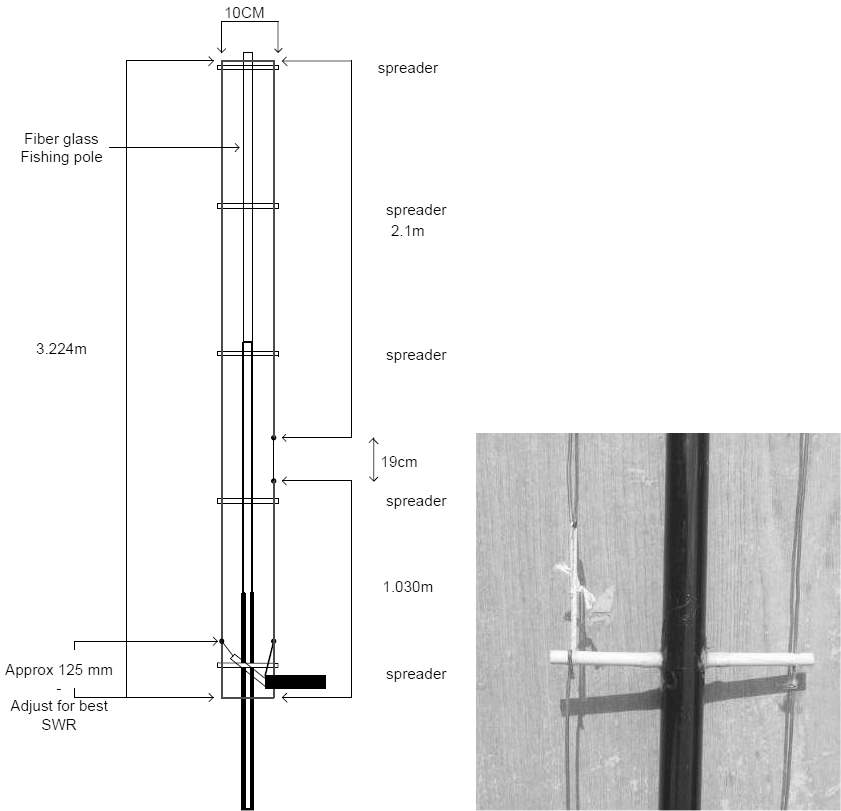 10CM
spreader
Fiber glass
Fishing pole
spreader
2.1m
3.224m
spreader
19cm
spreader
1.030m
Approx 125 mm
-
Adjust for best
SWR
spreader